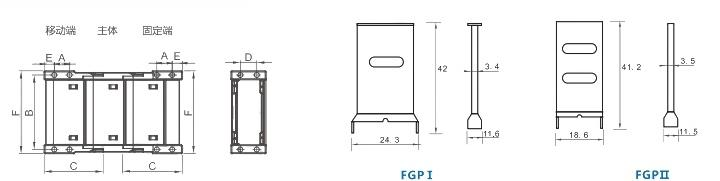 移动端 主体 固定端
E A A E
F B F
C C
D
42
24.3
3.4
11.6
FGPⅠ
41.2
18.6
3.5
11.5
FGPⅡ